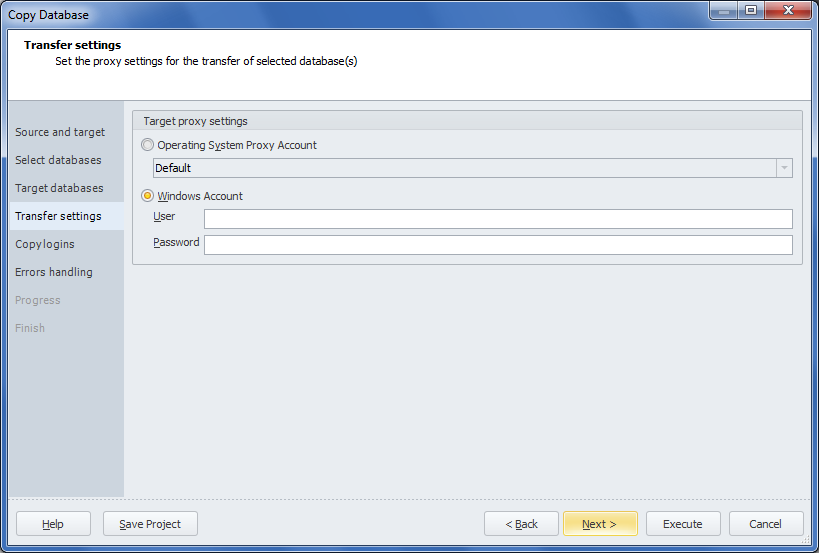 Copy Database
Transfer settings
Set the proxy settings for the transfer of selected database(s)
Source and target
Select databases
Target databases
Transfer settings
Copy logins
Errors handling
Progress
Finish
Target proxy settings
Operating System Proxy Account
Default
Windows Account
User
Password
Help
Save Project
< Back
Next >
Execute
Cancel